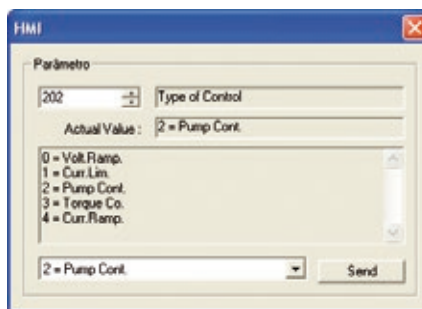 HMI
Parâmetro
202 Type of Control
Actual Value : 2 = Pump Cont.
0 = Volt.Ramp.
1 = Curr.Lim.
2 = Pump Cont.
3 = Torque Co.
4 = Curr.Ramp.
2 = Pump Cont. Send